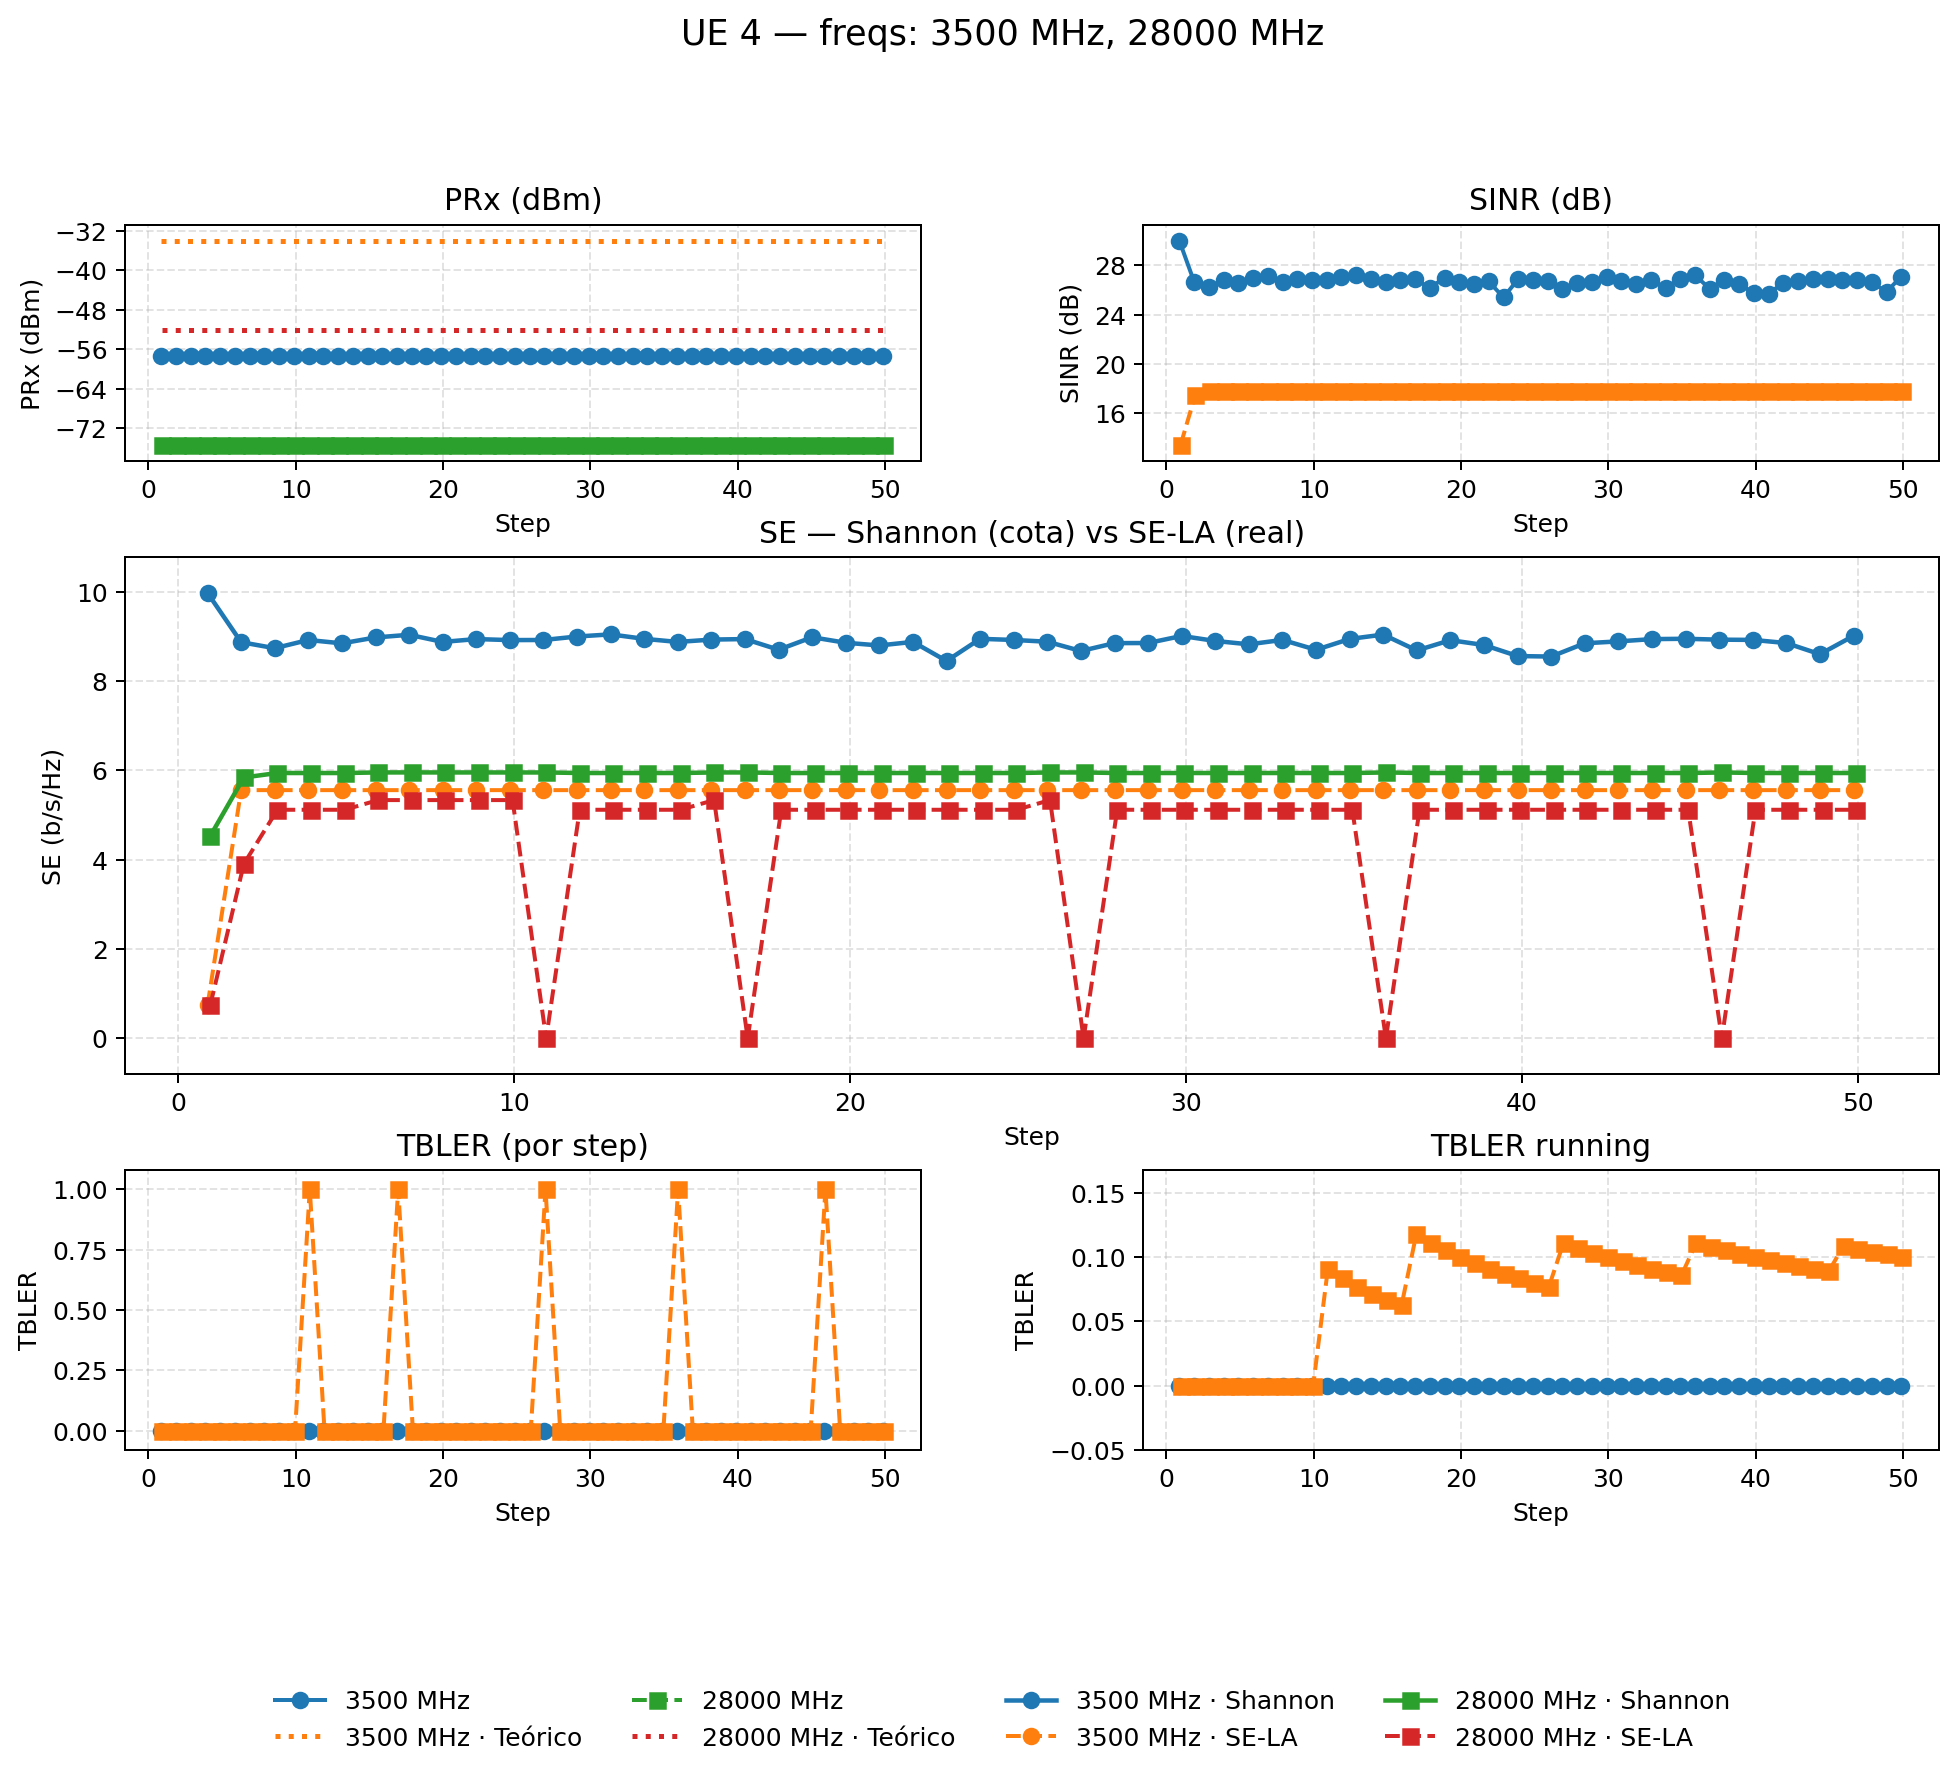 UE 4 — freqs: 3500 MHz, 28000 MHz
PRx (dBm)
PRx (dBm)
−32
−40
−48
−56
−64
−72
0 10 20 30 40 50
Step
SINR (dB)
SINR (dB)
28
24
20
16
0 10 20 30 40 50
Step
SE — Shannon (cota) vs SE-LA (real)
SE (b/s/Hz)
10
8
6
4
2
0
0 10 20 30 40 50
Step
TBLER (por step)
TBLER
1.00
0.75
0.50
0.25
0.00
0 10 20 30 40 50
Step
TBLER running
TBLER
0.15
0.10
0.05
0.00
−0.05
0 10 20 30 40 50
Step
3500 MHz
3500 MHz · Teórico
28000 MHz
28000 MHz · Teórico
3500 MHz · Shannon
3500 MHz · SE-LA
28000 MHz · Shannon
28000 MHz · SE-LA